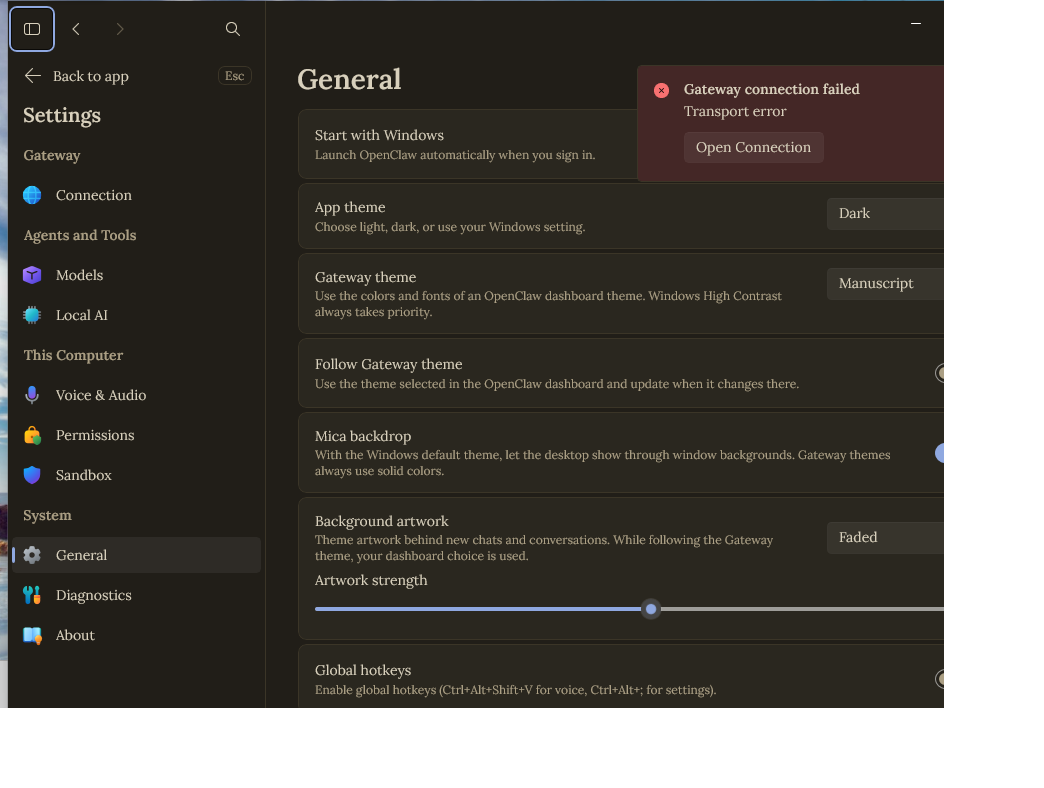 Back to app
Esc
Settings
Gateway
Connection
Agents and Tools
Models
Local AI
This Computer
Voice & Audio
Permissions
Sandbox
System
General
Diagnostics
About
General
Gateway connection failed
Transport error
Open Connection
Start with Windows
Launch OpenClaw automatically when you sign in.
App theme
Choose light, dark, or use your Windows setting.
Dark
Gateway theme
Use the colors and fonts of an OpenClaw dashboard theme. Windows High Contrast
always takes priority.
Manuscript
Follow Gateway theme
Use the theme selected in the OpenClaw dashboard and update when it changes there.
Mica backdrop
With the Windows default theme, let the desktop show through window backgrounds. Gateway themes
always use solid colors.
Background artwork
Theme artwork behind new chats and conversations. While following the Gateway
theme, your dashboard choice is used.
Faded
Artwork strength
Global hotkeys
Enable global hotkeys (Ctrl+Alt+Shift+V for voice, Ctrl+Alt+; for settings).